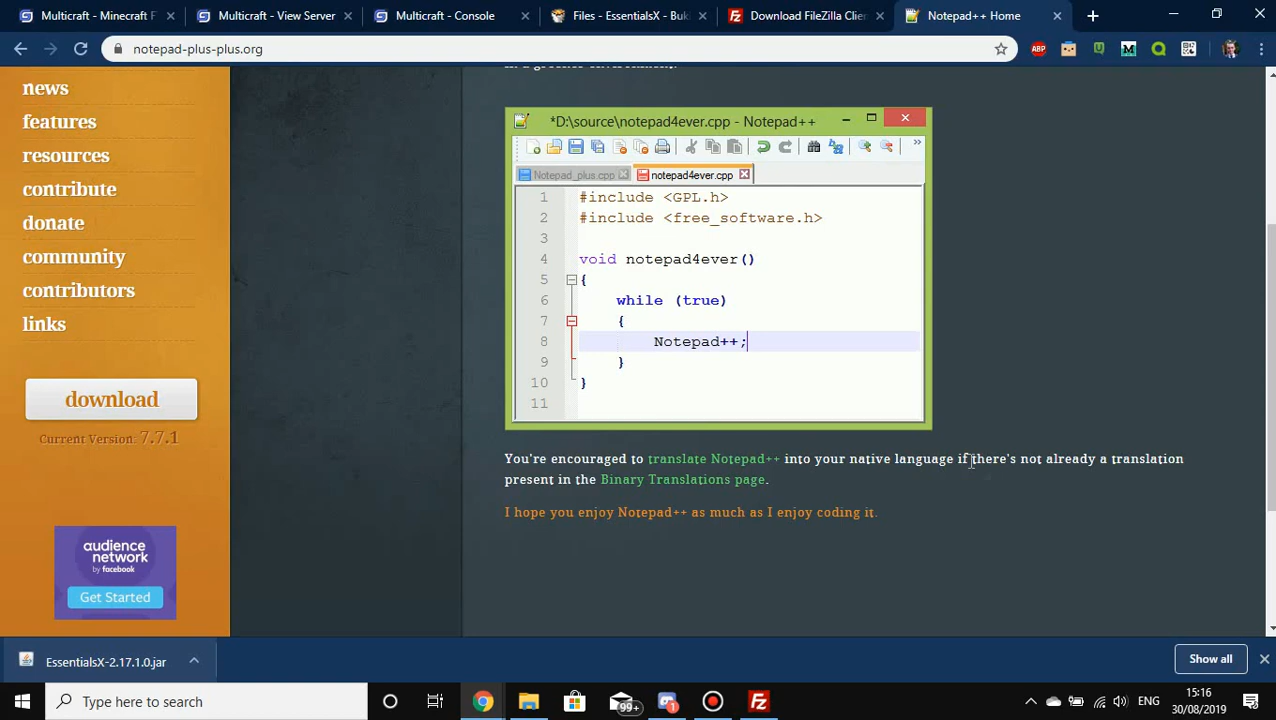 Multicraft - Minecraft F
Multicraft - View Server
Multicraft - Console
Files - EssentialsX - Buk
Download FileZilla Clien
Notepad++ Home
notepad-plus-plus.org
ABP
news
features
resources
contribute
donate
community
contributors
links
download
Current Version: 7.7.1
audience
network
by facebook
Get Started
*D:\source\notepad4ever.cpp - Notepad++
Notepad_plus.cpp
notepad4ever.cpp
1 #include <GPL.h>
2 #include <free_software.h>
3
4 void notepad4ever()
5 {
6 while (true)
7 {
8 Notepad++;
9 }
10 }
11
You're encouraged to translate Notepad++ into your native language if there's not already a translation
present in the Binary Translations page.
I hope you enjoy Notepad++ as much as I enjoy coding it.
EssentialsX-2.17.1.0.jar
Show all
Type here to search
99+
ENG
15:16
30/08/2019